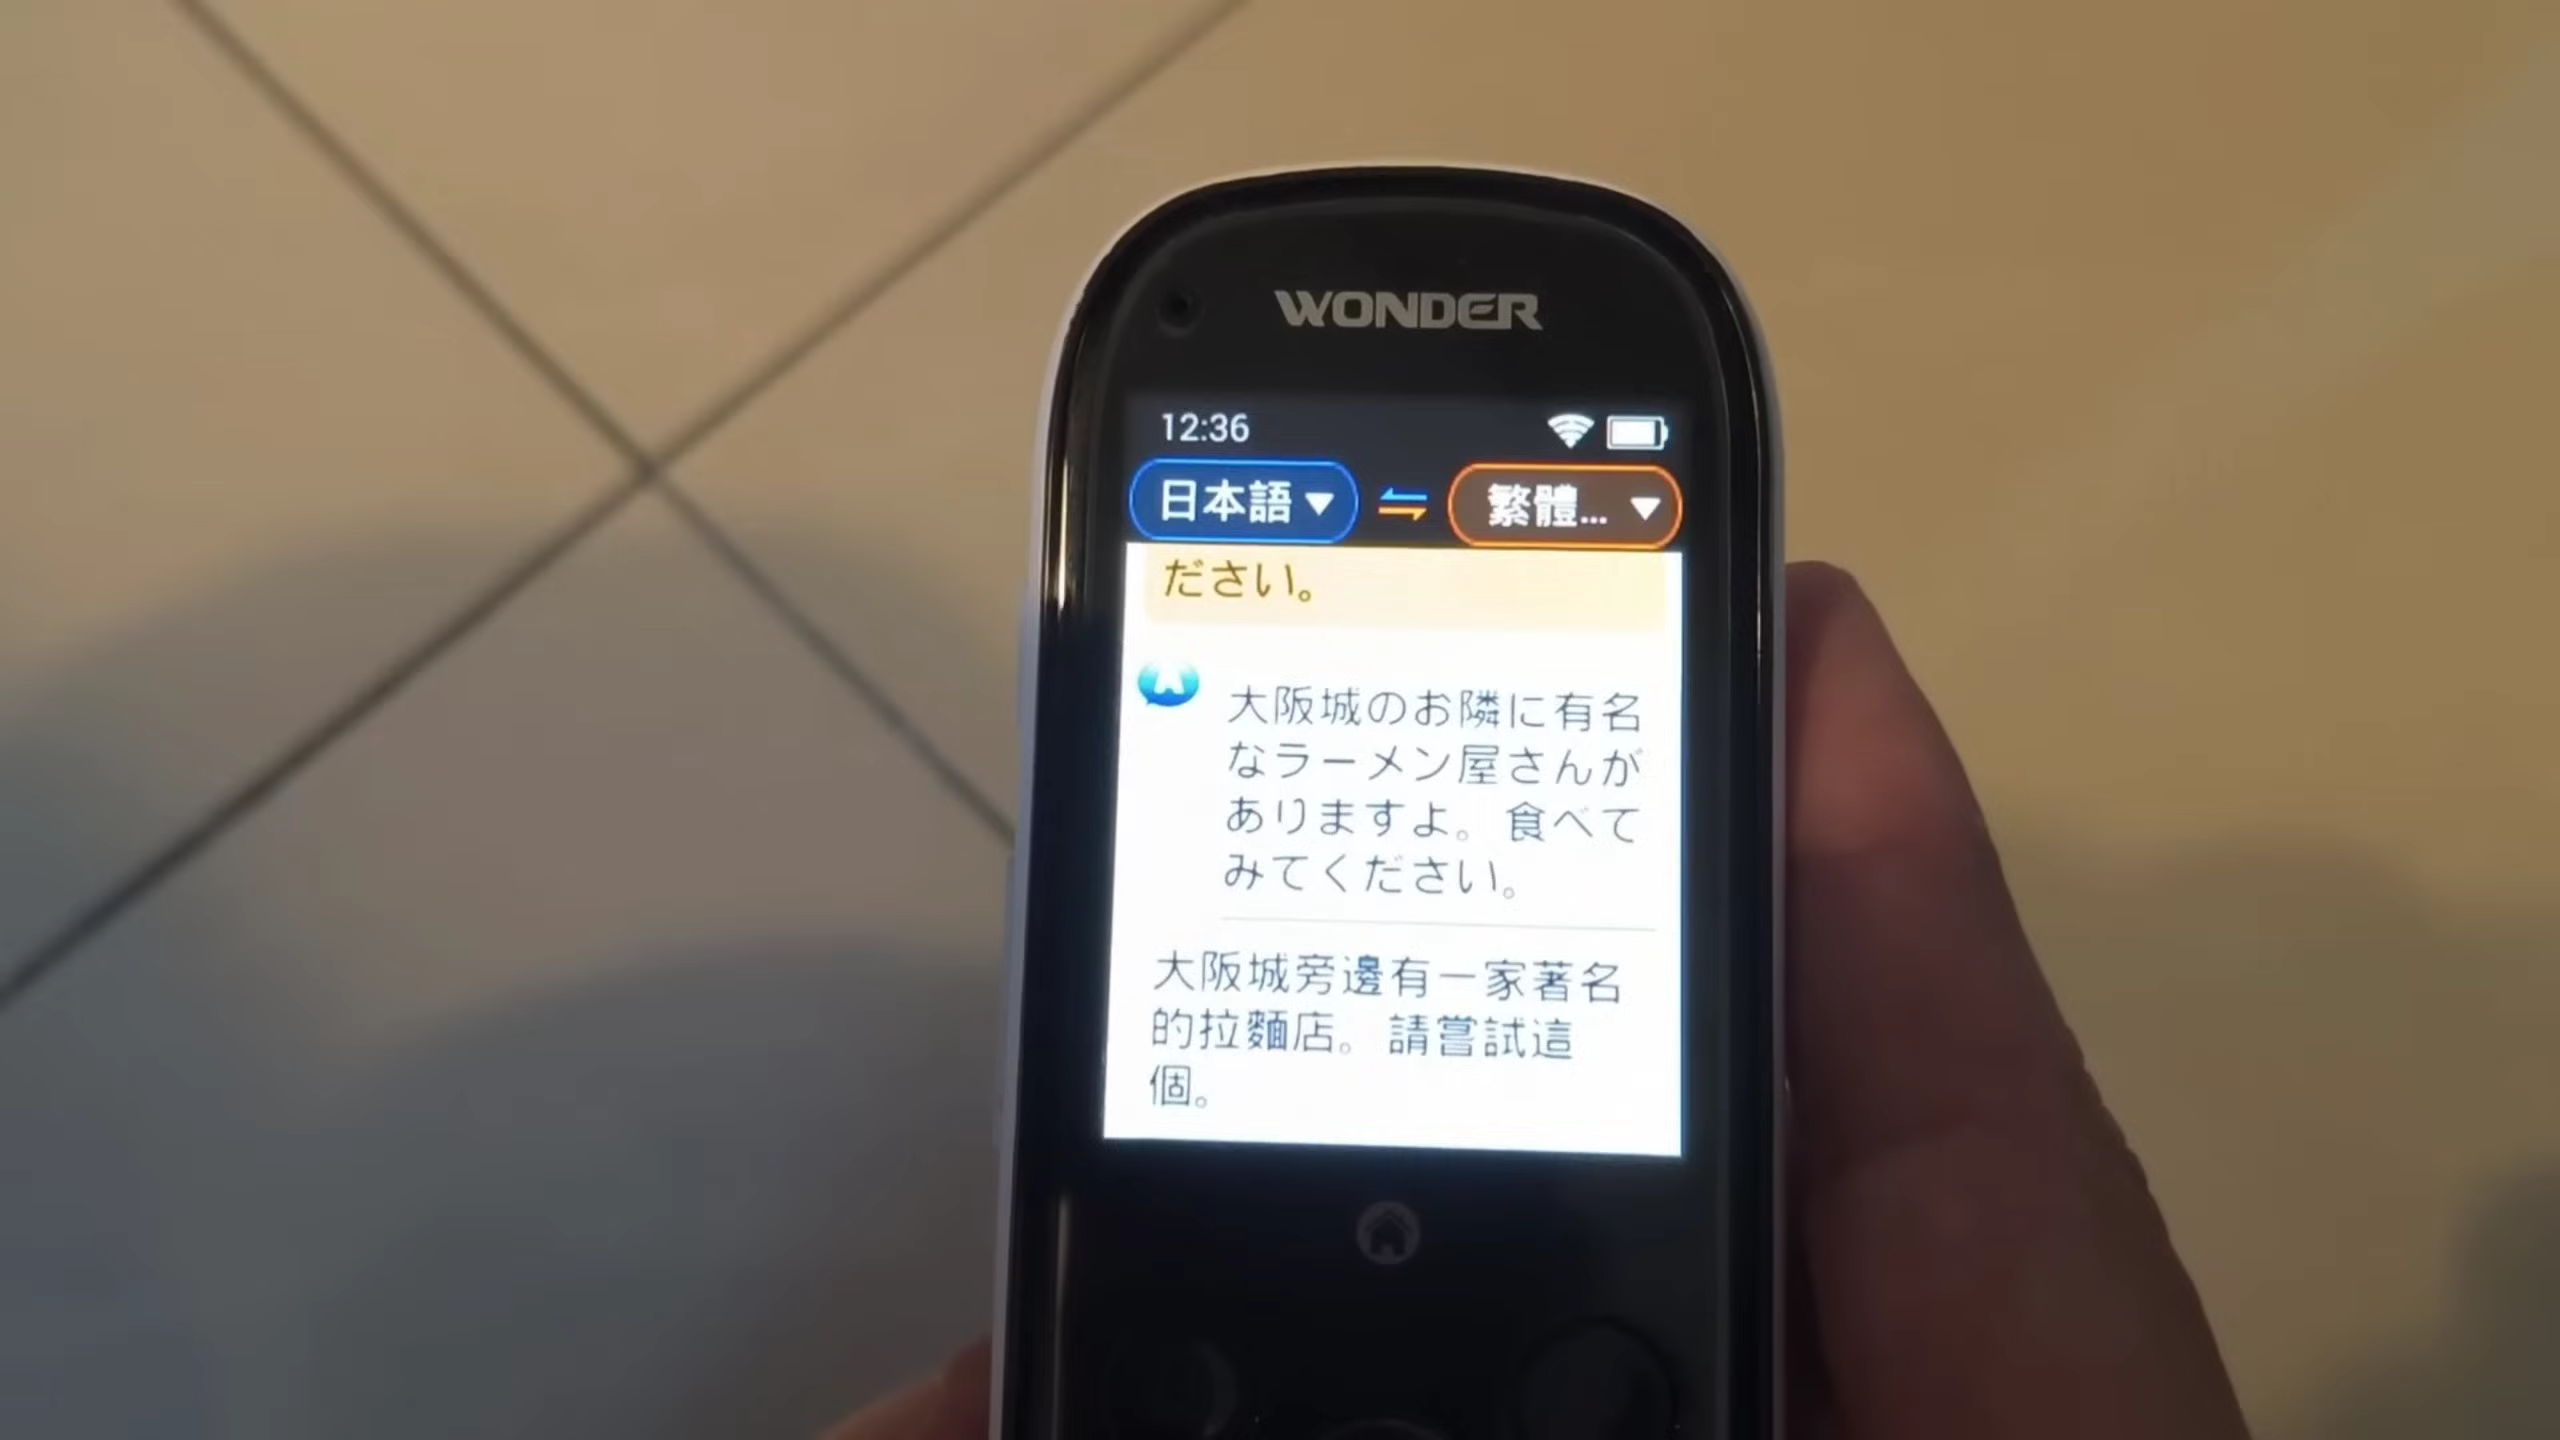 WONDER
12:36
日本語
繁體...
ださい。
大阪城のお隣に有名
なラーメン屋さんが
ありますよ。食べて
みてください。
大阪城旁邊有一家著名
的拉麵店。請嘗試這
個。